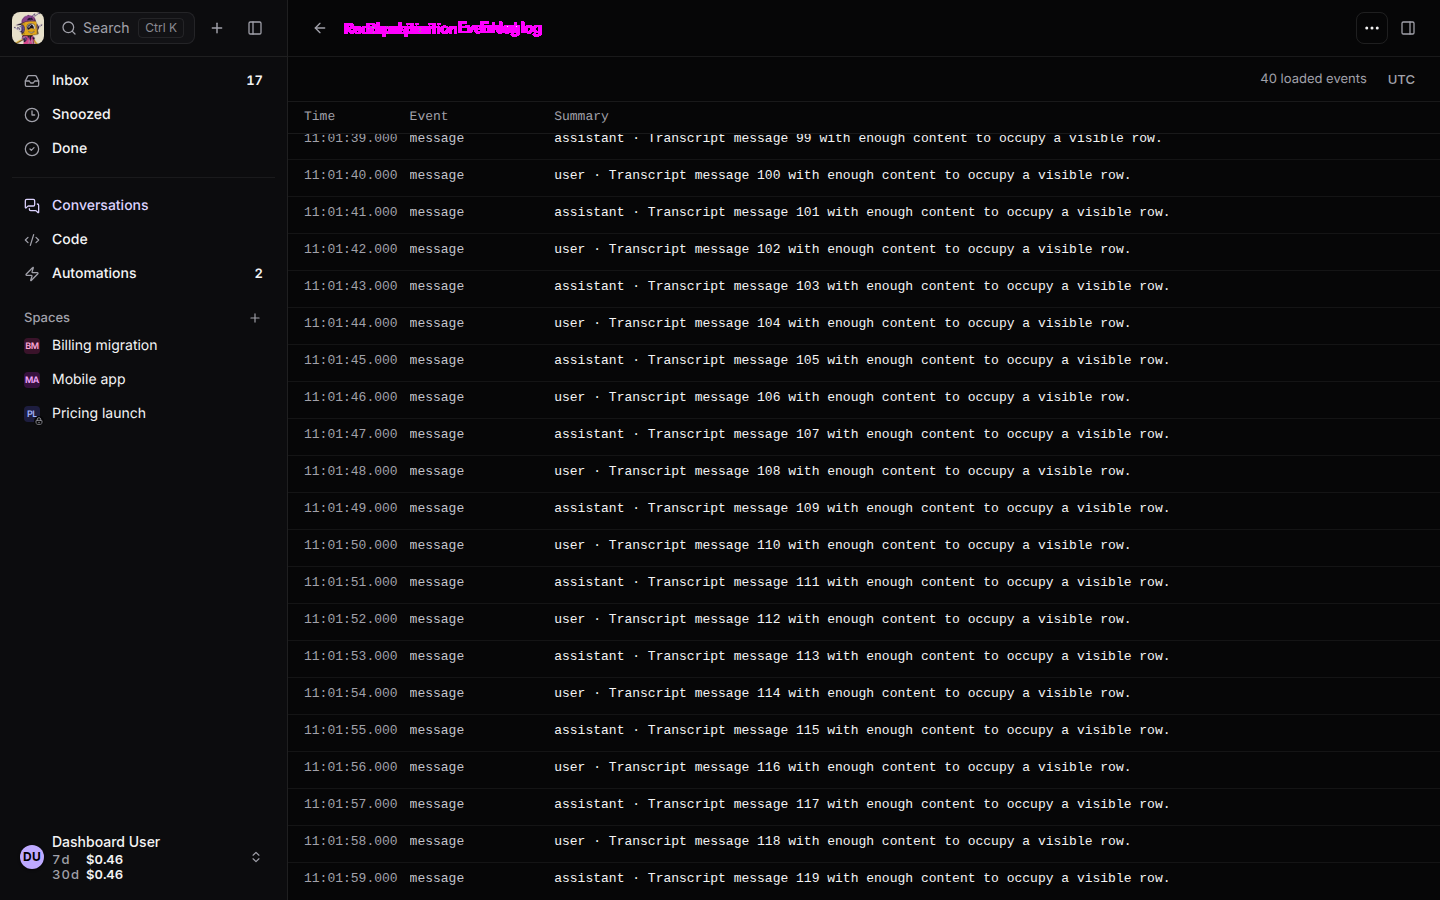 Search Ctrl K
Inbox 17
Snoozed
Done
Conversations
Code
Automations 2
Spaces
BM Billing migration
MA Mobile app
PL Pricing launch
DU Dashboard User
7d $0.46
30d $0.46
40 loaded events UTC
Time Event Summary
11:01:39.000 message assistant · Transcript message 99 with enough content to occupy a visible row.
11:01:40.000 message user · Transcript message 100 with enough content to occupy a visible row.
11:01:41.000 message assistant · Transcript message 101 with enough content to occupy a visible row.
11:01:42.000 message user · Transcript message 102 with enough content to occupy a visible row.
11:01:43.000 message assistant · Transcript message 103 with enough content to occupy a visible row.
11:01:44.000 message user · Transcript message 104 with enough content to occupy a visible row.
11:01:45.000 message assistant · Transcript message 105 with enough content to occupy a visible row.
11:01:46.000 message user · Transcript message 106 with enough content to occupy a visible row.
11:01:47.000 message assistant · Transcript message 107 with enough content to occupy a visible row.
11:01:48.000 message user · Transcript message 108 with enough content to occupy a visible row.
11:01:49.000 message assistant · Transcript message 109 with enough content to occupy a visible row.
11:01:50.000 message user · Transcript message 110 with enough content to occupy a visible row.
11:01:51.000 message assistant · Transcript message 111 with enough content to occupy a visible row.
11:01:52.000 message user · Transcript message 112 with enough content to occupy a visible row.
11:01:53.000 message assistant · Transcript message 113 with enough content to occupy a visible row.
11:01:54.000 message user · Transcript message 114 with enough content to occupy a visible row.
11:01:55.000 message assistant · Transcript message 115 with enough content to occupy a visible row.
11:01:56.000 message user · Transcript message 116 with enough content to occupy a visible row.
11:01:57.000 message assistant · Transcript message 117 with enough content to occupy a visible row.
11:01:58.000 message user · Transcript message 118 with enough content to occupy a visible row.
11:01:59.000 message assistant · Transcript message 119 with enough content to occupy a visible row.